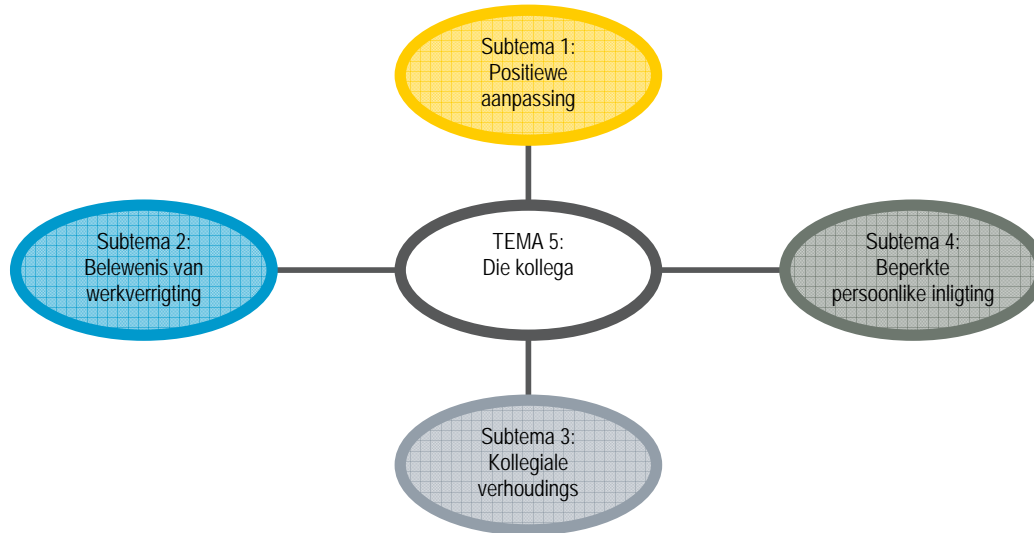 Subtema 1:
Positiewe
aanpassing
Subtema 2:
Belewenis van
werkverrigting
TEMA 5:
Die kollega
Subtema 4:
Beperkte
persoonlike inligting
Subtema 3:
Kollegiale
verhoudings